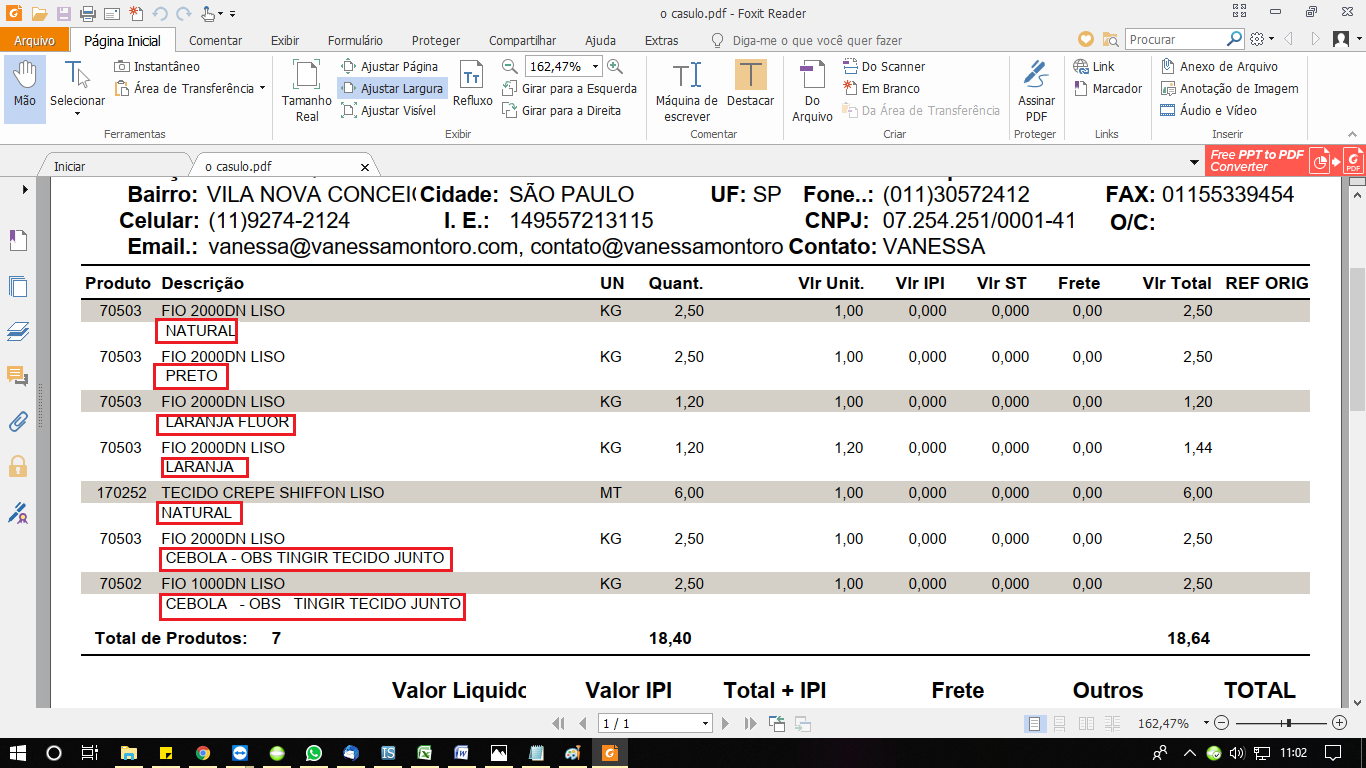 o casulo.pdf - Foxit Reader
Arquivo Página Inicial Comentar Exibir Formulário Proteger Compartilhar Ajuda Extras Diga-me o que você quer fazer Procurar
Instantâneo Ajustar Página 162,47% Do Scanner Link Anexo de Arquivo
Mão Selecionar Área de Transferência Tamanho Real Ajustar Largura Refluxo Girar para a Esquerda Máquina de escrever Destacar Do Arquivo Em Branco Assinar PDF Marcador Anotação de Imagem
Ajustar Visível Girar para a Direita Da Área de Transferência Áudio e Vídeo
Ferramentas Exibir Comentar Criar Proteger Links Inserir
Iniciar o casulo.pdf Free PPT to PDF Converter PDF
Bairro: VILA NOVA CONCEI Cidade: SÃO PAULO UF: SP Fone..: (011)30572412 FAX: 01155339454
Celular: (11)9274-2124 I. E.: 149557213115 CNPJ: 07.254.251/0001-41 O/C:
Email.: vanessa@vanessamontoro.com, contato@vanessamontoro Contato: VANESSA
Produto Descrição UN Quant. Vlr Unit. Vlr IPI Vlr ST Frete Vlr Total REF ORIG
70503 FIO 2000DN LISO KG 2,50 1,00 0,000 0,000 0,00 2,50
NATURAL
70503 FIO 2000DN LISO KG 2,50 1,00 0,000 0,000 0,00 2,50
PRETO
70503 FIO 2000DN LISO KG 1,20 1,00 0,000 0,000 0,00 1,20
LARANJA FLUOR
70503 FIO 2000DN LISO KG 1,20 1,20 0,000 0,000 0,00 1,44
LARANJA
170252 TECIDO CREPE SHIFFON LISO MT 6,00 1,00 0,000 0,000 0,00 6,00
NATURAL
70503 FIO 2000DN LISO KG 2,50 1,00 0,000 0,000 0,00 2,50
CEBOLA - OBS TINGIR TECIDO JUNTO
70502 FIO 1000DN LISO KG 2,50 1,00 0,000 0,000 0,00 2,50
CEBOLA - OBS TINGIR TECIDO JUNTO
Total de Produtos: 7 18,40 18,64
Valor Liquido Valor IPI Total + IPI Frete Outros TOTAL
1 / 1 162,47%
11:02